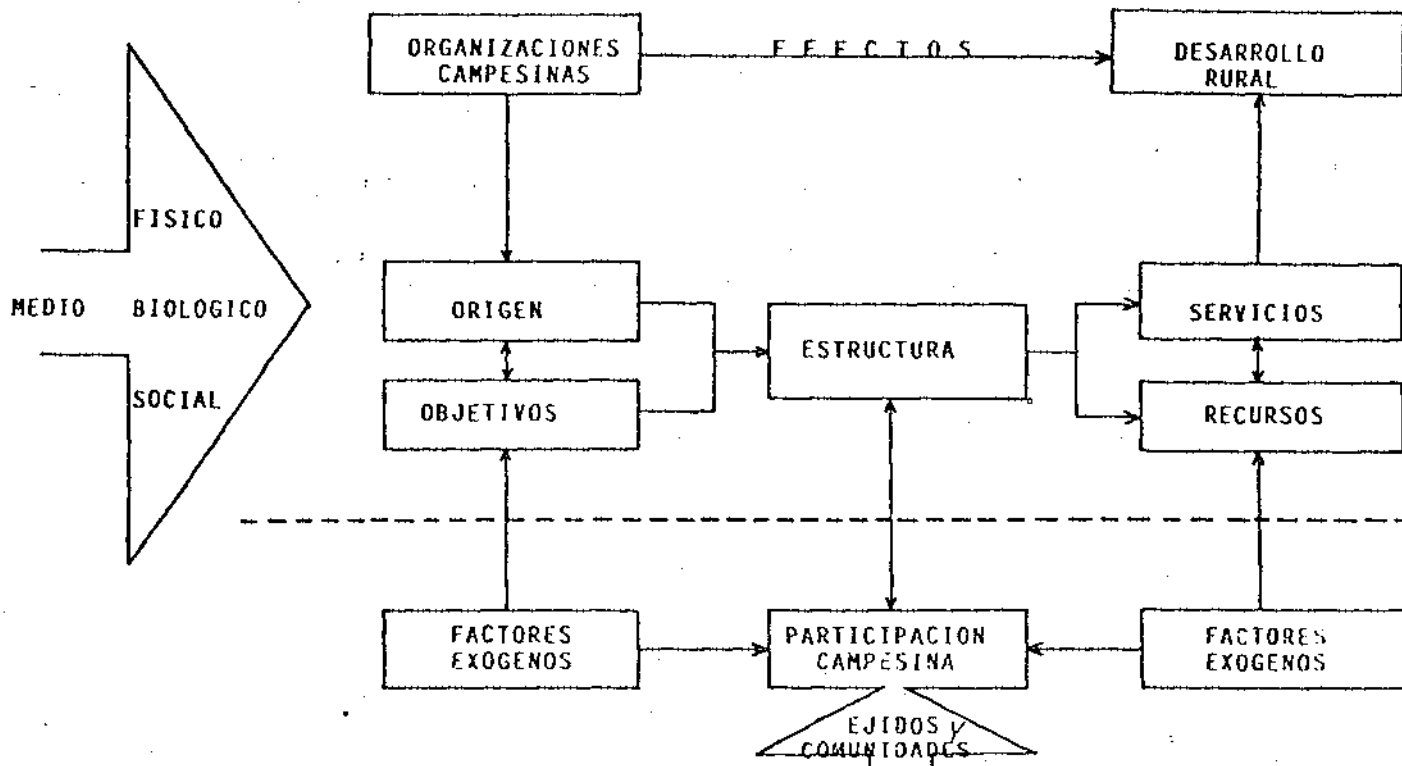 ORGANIZACIONES
CAMPESINAS
EFECTOS
DESARROLLO
RURAL
FISICO
MEDIO BIOLOGICO
SOCIAL
ORIGEN
OBJETIVOS
ESTRUCTURA
SERVICIOS
RECURSOS
FACTORES
EXOGENOS
PARTICIPACION
CAMPESINA
FACTORES
EXOGENOS
EJIDOS y
COMUNIDADES